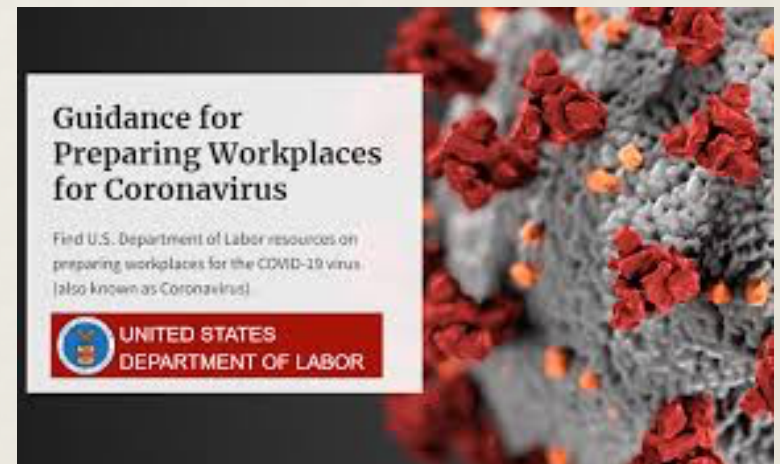 Guidance for
Preparing Workplaces
for Coronavirus
Find U.S. Department of Labor resources on
preparing workplaces for the COVID-19 virus
(also known as Coronavirus).
UNITED STATES
DEPARTMENT OF LABOR